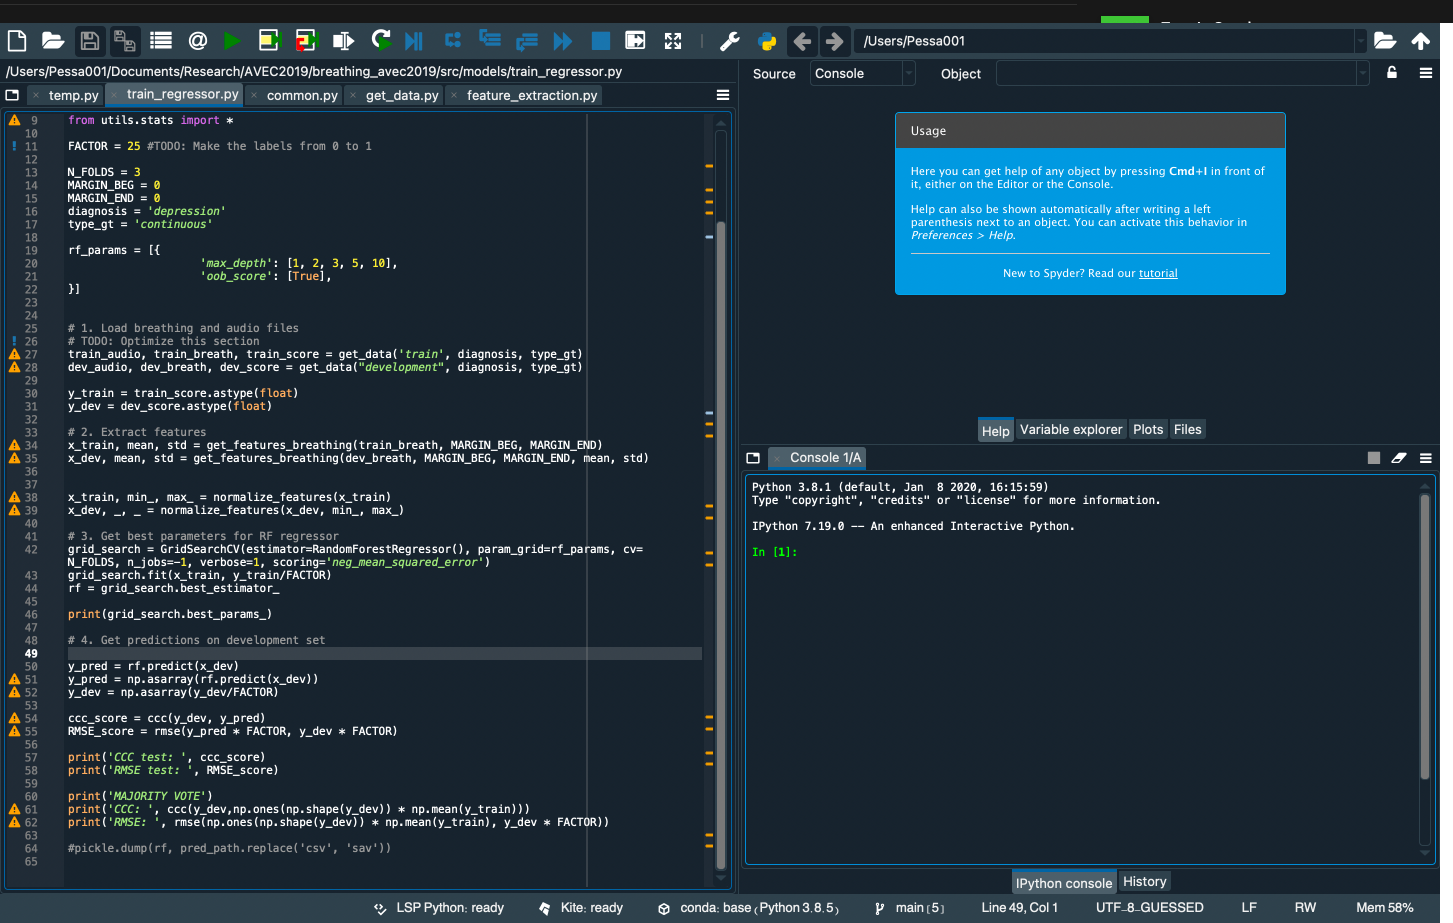 /Users/Pessa001
/Users/Pessa001/Documents/Research/AVEC2019/breathing_avec2019/src/models/train_regressor.py
temp.py
train_regressor.py
common.py
get_data.py
feature_extraction.py
9 from utils.stats import *
10
11 FACTOR = 25 #TODO: Make the labels from 0 to 1
12
13 N_FOLDS = 3
14 MARGIN_BEG = 0
15 MARGIN_END = 0
16 diagnosis = 'depression'
17 type_gt = 'continuous'
18
19 rf_params = [{
20 'max_depth': [1, 2, 3, 5, 10],
21 'oob_score': [True],
22 }]
23
24
25 # 1. Load breathing and audio files
26 # TODO: Optimize this section
27 train_audio, train_breath, train_score = get_data('train', diagnosis, type_gt)
28 dev_audio, dev_breath, dev_score = get_data("development", diagnosis, type_gt)
29
30 y_train = train_score.astype(float)
31 y_dev = dev_score.astype(float)
32
33 # 2. Extract features
34 x_train, mean, std = get_features_breathing(train_breath, MARGIN_BEG, MARGIN_END)
35 x_dev, mean, std = get_features_breathing(dev_breath, MARGIN_BEG, MARGIN_END, mean, std)
36
37
38 x_train, min_, max_ = normalize_features(x_train)
39 x_dev, _, _ = normalize_features(x_dev, min_, max_)
40
41 # 3. Get best parameters for RF regressor
42 grid_search = GridSearchCV(estimator=RandomForestRegressor(), param_grid=rf_params, cv=
N_FOLDS, n_jobs=-1, verbose=1, scoring='neg_mean_squared_error')
43 grid_search.fit(x_train, y_train/FACTOR)
44 rf = grid_search.best_estimator_
45
46 print(grid_search.best_params_)
47
48 # 4. Get predictions on development set
49
50 y_pred = rf.predict(x_dev)
51 y_pred = np.asarray(rf.predict(x_dev))
52 y_dev = np.asarray(y_dev/FACTOR)
53
54 ccc_score = ccc(y_dev, y_pred)
55 RMSE_score = rmse(y_pred * FACTOR, y_dev * FACTOR)
56
57 print('CCC test: ', ccc_score)
58 print('RMSE test: ', RMSE_score)
59
60 print('MAJORITY VOTE')
61 print('CCC: ', ccc(y_dev,np.ones(np.shape(y_dev)) * np.mean(y_train)))
62 print('RMSE: ', rmse(np.ones(np.shape(y_dev)) * np.mean(y_train), y_dev * FACTOR))
63
64 #pickle.dump(rf, pred_path.replace('csv', 'sav'))
65
Source
Console
Object
Usage
Here you can get help of any object by pressing Cmd+I in front of
it, either on the Editor or the Console.
Help can also be shown automatically after writing a left
parenthesis next to an object. You can activate this behavior in
Preferences > Help.
New to Spyder? Read our tutorial
Help
Variable explorer
Plots
Files
Console 1/A
Python 3.8.1 (default, Jan  8 2020, 16:15:59)
Type "copyright", "credits" or "license" for more information.
IPython 7.19.0 -- An enhanced Interactive Python.
In [1]:
IPython console
History
LSP Python: ready
Kite: ready
conda: base (Python 3.8.5)
main [5]
Line 49, Col 1
UTF-8-GUESSED
LF
RW
Mem 58%